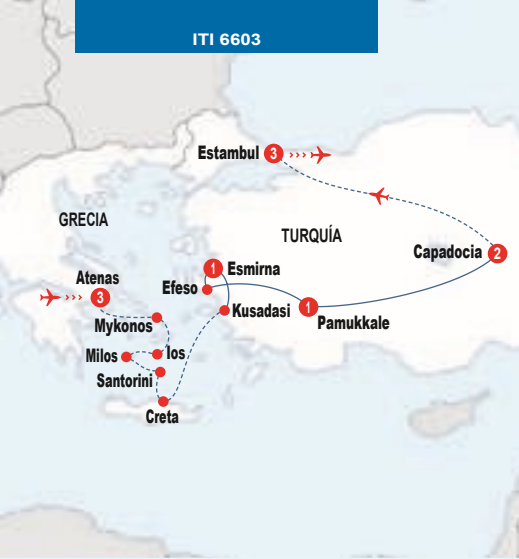 ITI 6603
Estambul 3
GRECIA
TURQUÍA
Capadocia 2
1 Esmirna
Atenas
3
Efeso
Kusadasi
Mykonos
1
Pamukkale
Milos
Ios
Santorini
Creta